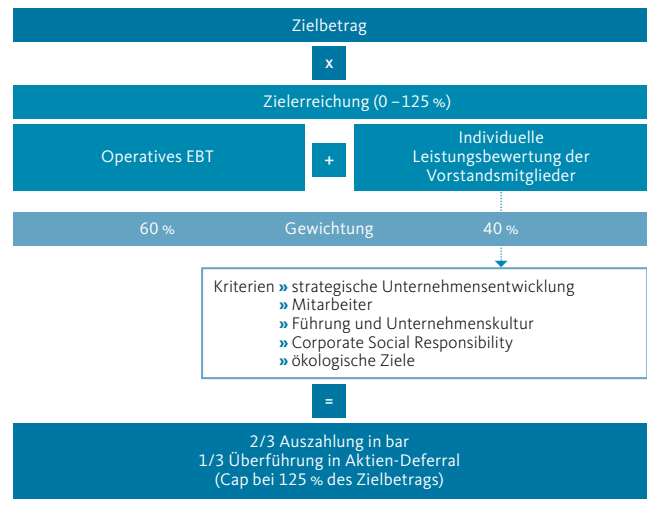 Zielbetrag
x
Zielerreichung (0 – 125 %)
Operatives EBT
+
Individuelle
Leistungsbewertung der
Vorstandsmitglieder
60 % Gewichtung 40 %
Kriterien » strategische Unternehmensentwicklung
» Mitarbeiter
» Führung und Unternehmenskultur
» Corporate Social Responsibility
» ökologische Ziele
=
2/3 Auszahlung in bar
1/3 Überführung in Aktien-Deferral
(Cap bei 125 % des Zielbetrags)